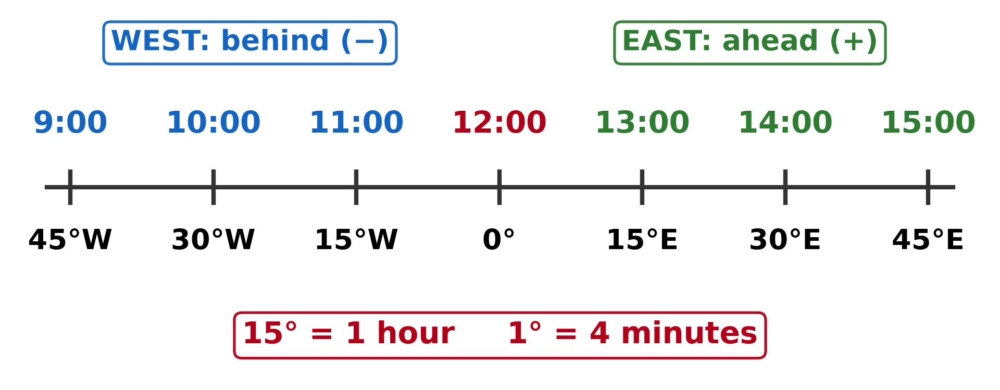 WEST: behind (−) EAST: ahead (+)
9:00 10:00 11:00 12:00 13:00 14:00 15:00
45°W 30°W 15°W 0° 15°E 30°E 45°E
15° = 1 hour 1° = 4 minutes